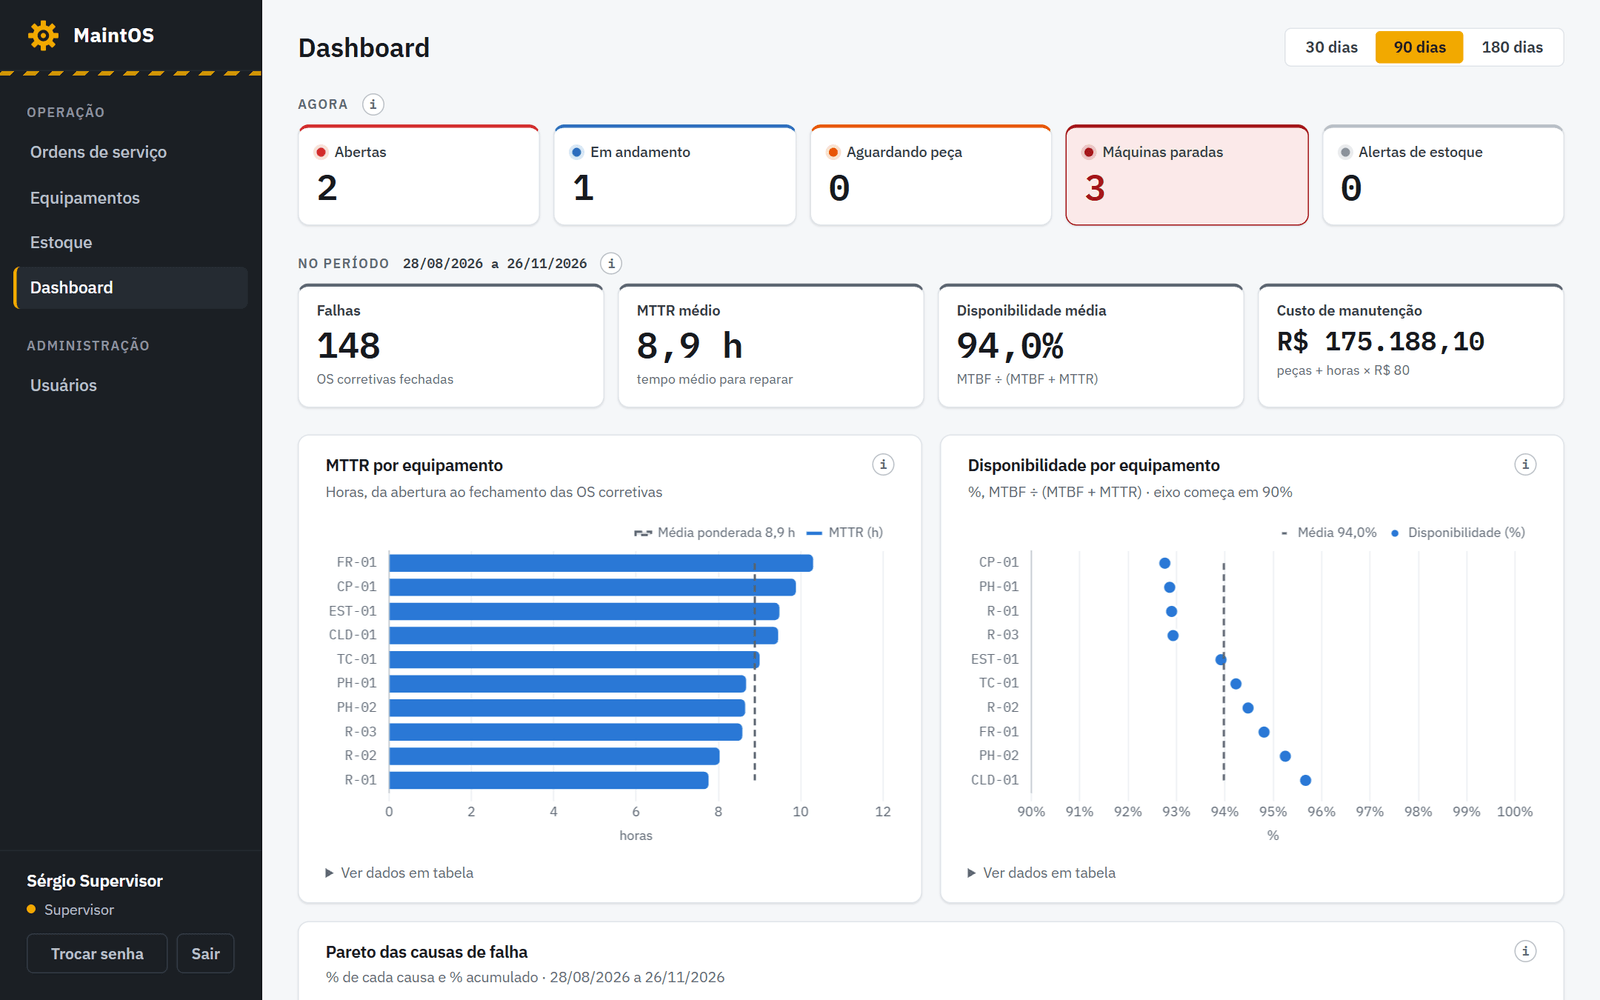 MaintOS
OPERAÇÃO
Ordens de serviço
Equipamentos
Estoque
Dashboard
ADMINISTRAÇÃO
Usuários
Sérgio Supervisor
Supervisor
Trocar senha
Sair
Dashboard
30 dias
90 dias
180 dias
AGORA i
Abertas
2
Em andamento
1
Aguardando peça
0
Máquinas paradas
3
Alertas de estoque
0
NO PERÍODO 28/08/2026 a 26/11/2026 i
Falhas
148
OS corretivas fechadas
MTTR médio
8,9 h
tempo médio para reparar
Disponibilidade média
94,0%
MTBF ÷ (MTBF + MTTR)
Custo de manutenção
R$ 175.188,10
peças + horas × R$ 80
MTTR por equipamento i
Horas, da abertura ao fechamento das OS corretivas
Média ponderada 8,9 h MTTR (h)
FR-01
CP-01
EST-01
CLD-01
TC-01
PH-01
PH-02
R-03
R-02
R-01
0 2 4 6 8 10 12
horas
Ver dados em tabela
Disponibilidade por equipamento i
%, MTBF ÷ (MTBF + MTTR) · eixo começa em 90%
Média 94,0% Disponibilidade (%)
CP-01
PH-01
R-01
R-03
EST-01
TC-01
R-02
FR-01
PH-02
CLD-01
90% 91% 92% 93% 94% 95% 96% 97% 98% 99% 100%
%
Ver dados em tabela
Pareto das causas de falha i
% de cada causa e % acumulado · 28/08/2026 a 26/11/2026